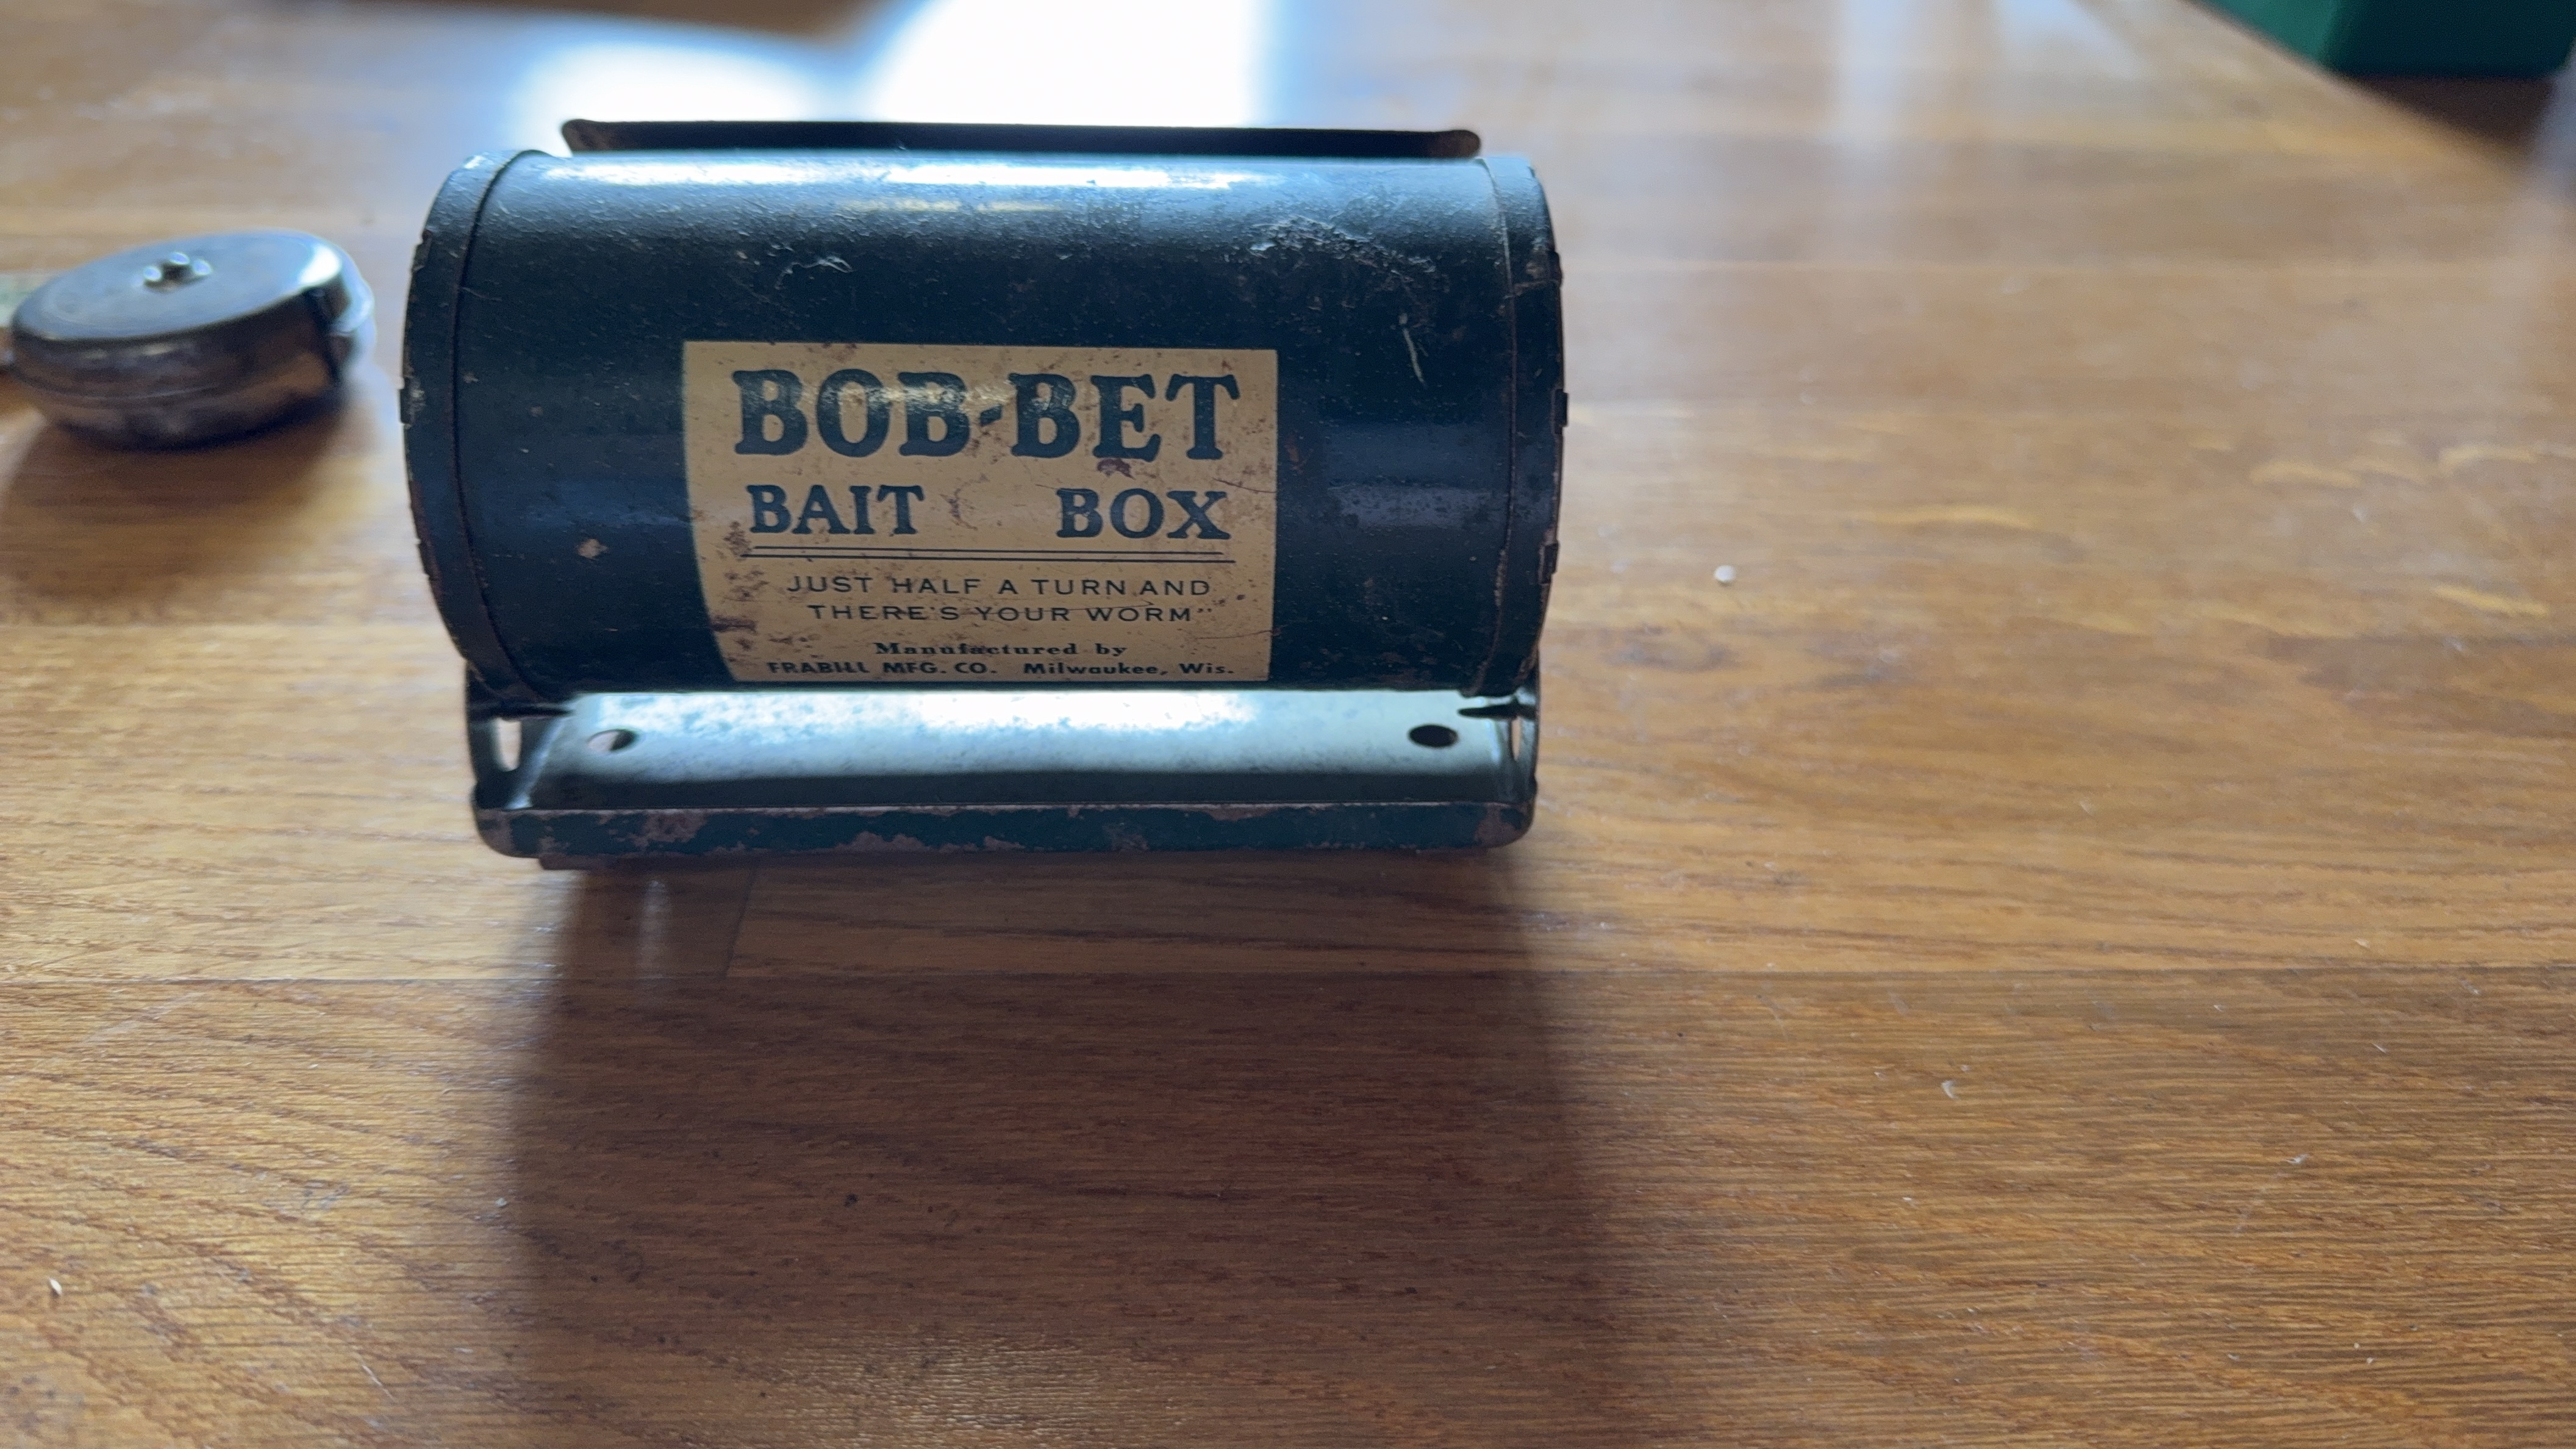 BOB-BET
BAIT BOX
JUST HALF A TURN AND
THERE'S YOUR WORM"
Manufactured by
FRABILL MFG. CO. Milwaukee, Wis.